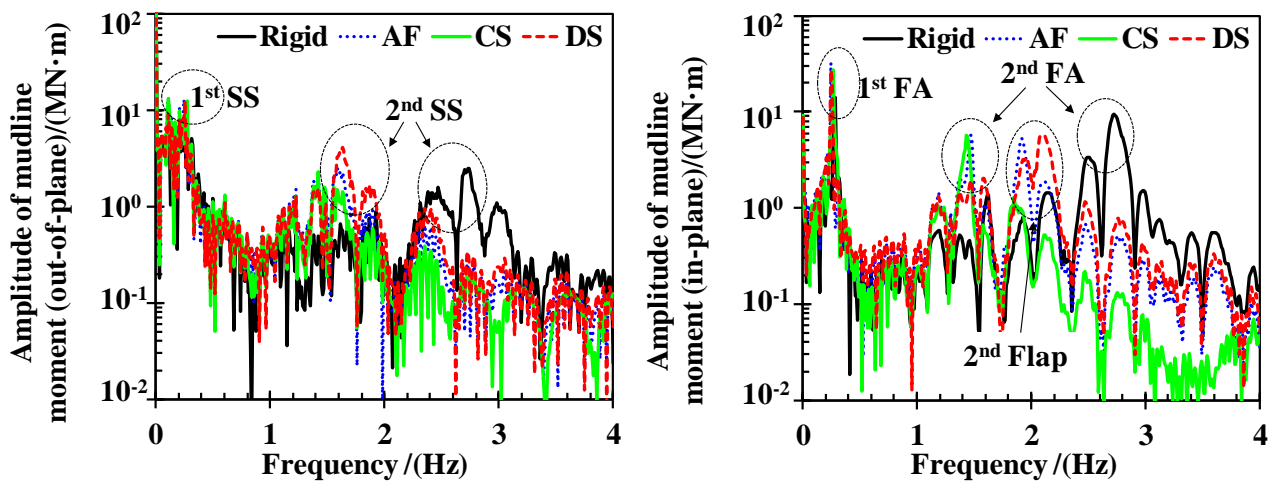 Amplitude of mudline
moment (out-of-plane)/(MN·m)
10²
10¹
10⁰
10⁻¹
10⁻²
Rigid AF CS DS
1st SS
2nd SS
0 1 2 3 4
Frequency /(Hz)
Amplitude of mudline
moment (in-plane)/(MN·m)
10²
10¹
10⁰
10⁻¹
10⁻²
Rigid AF CS DS
2nd FA
1st FA
2nd Flap
0 1 2 3 4
Frequency /(Hz)